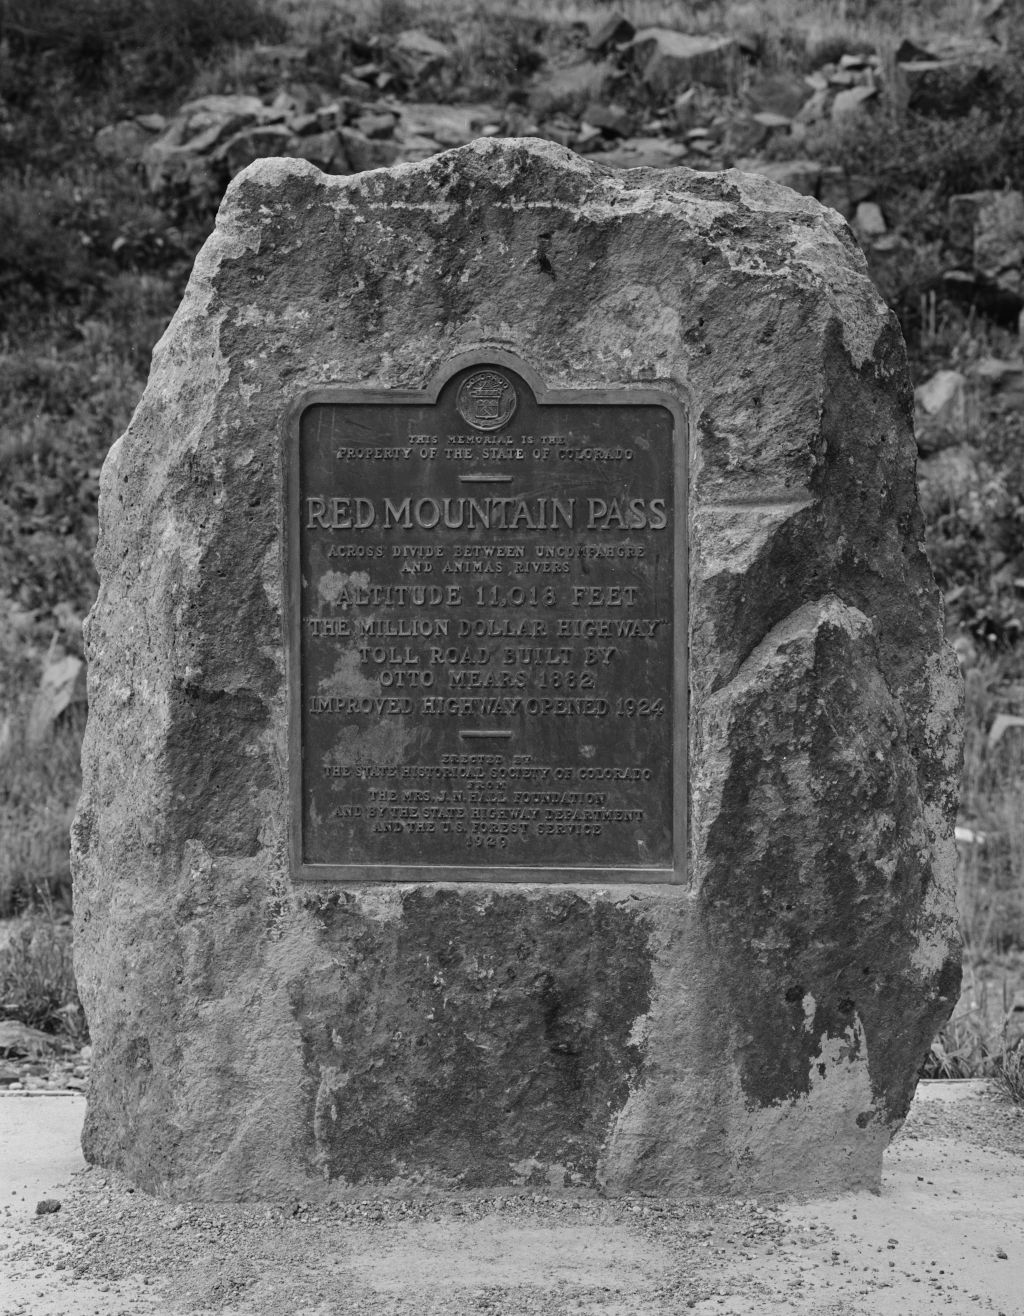 THIS MEMORIAL IS THE
PROPERTY OF THE STATE OF COLORADO
RED MOUNTAIN PASS
ACROSS DIVIDE BETWEEN UNCOMPAHGRE
AND ANIMAS RIVERS
ALTITUDE 11,018 FEET
"THE MILLION DOLLAR HIGHWAY"
TOLL ROAD BUILT BY
OTTO MEARS 1882
IMPROVED HIGHWAY OPENED 1924
ERECTED BY
THE STATE HISTORICAL SOCIETY OF COLORADO
FROM
THE MRS. J. N. HALL FOUNDATION
AND BY THE STATE HIGHWAY DEPARTMENT
AND THE U.S. FOREST SERVICE
1929